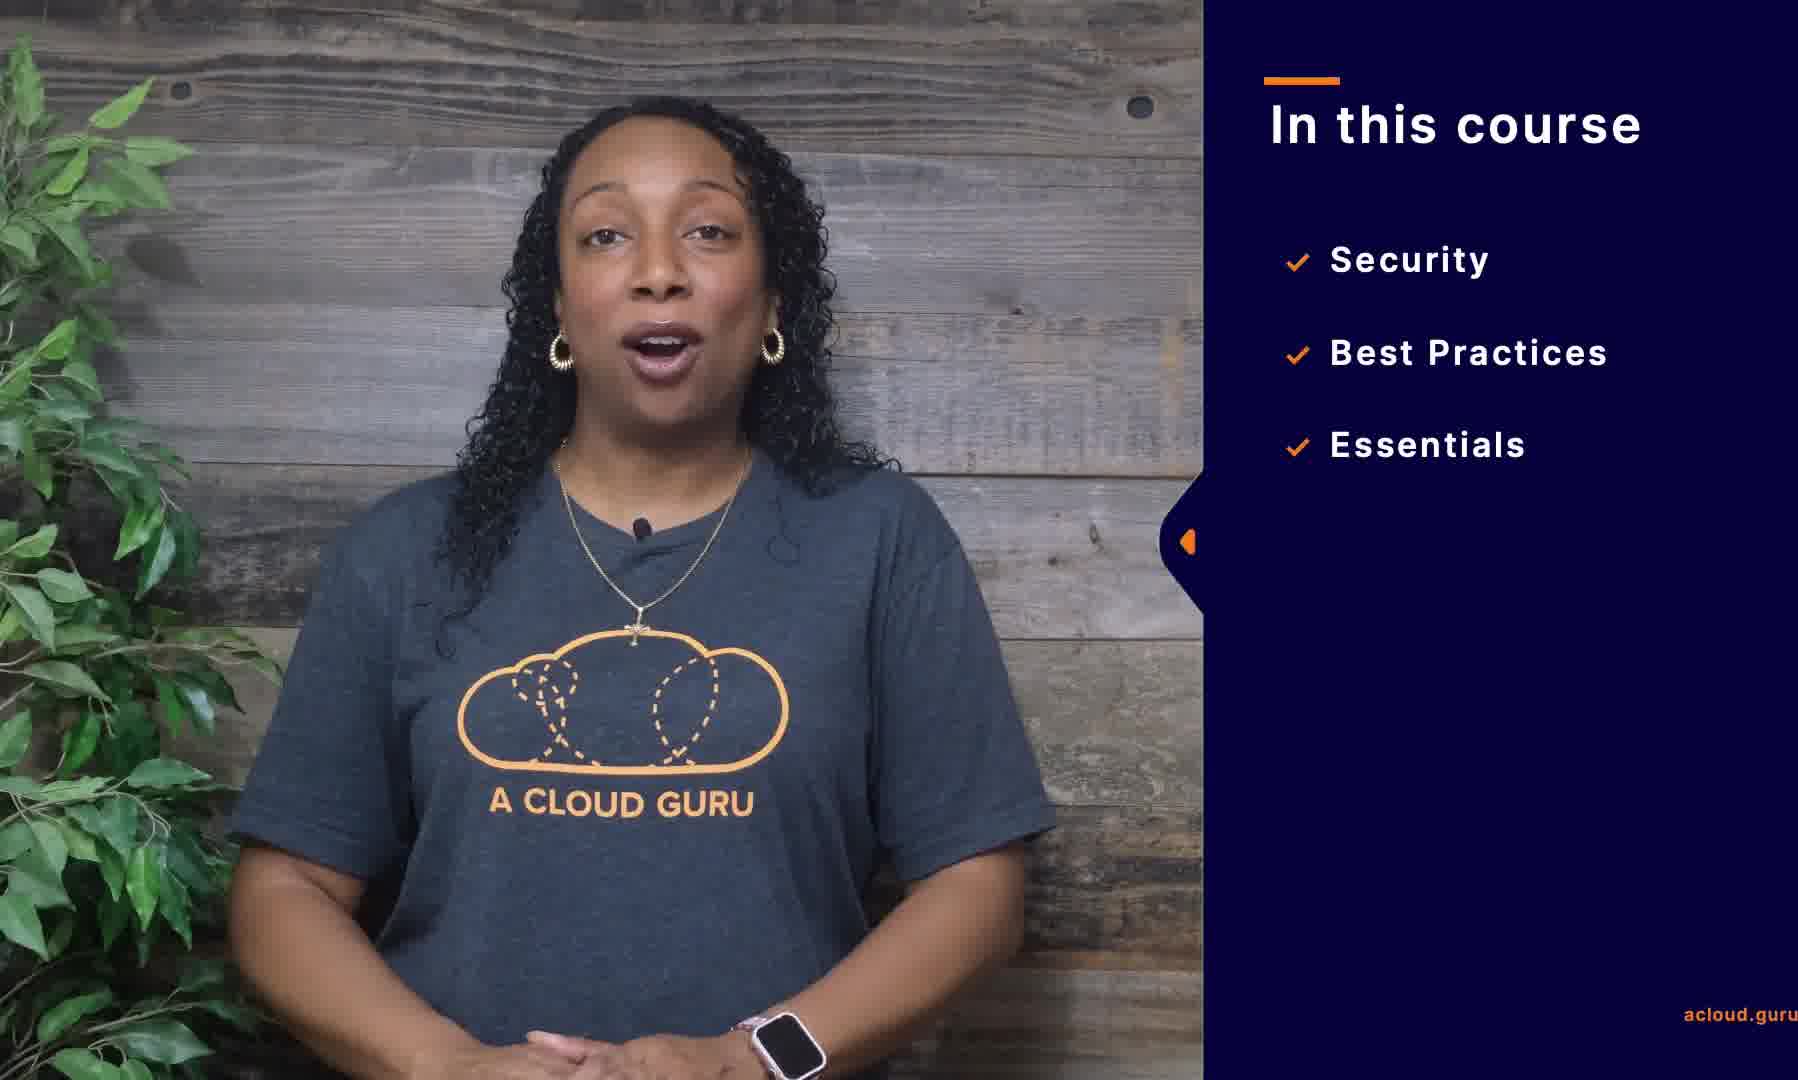 In this course
Security
Best Practices
Essentials
A CLOUD GURU
acloud.guru